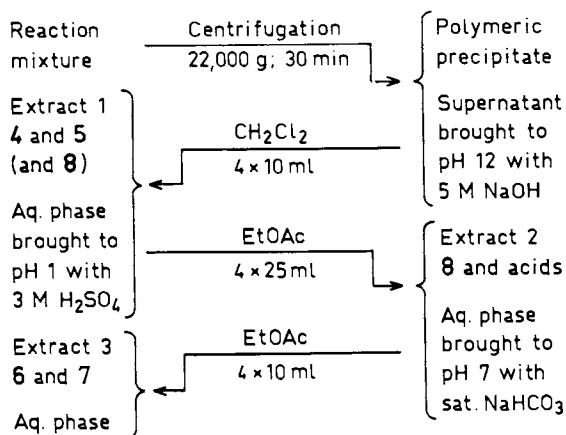 Reaction
mixture
Centrifugation
22,000 g; 30 min
Polymeric
precipitate
Supernatant
brought to
pH 12 with
5 M NaOH
CH₂Cl₂
4 × 10 ml
Extract 1
4 and 5
(and 8)
Aq. phase
brought to
pH 1 with
3 M H₂SO₄
EtOAc
4 × 25 ml
Extract 2
8 and acids
Aq. phase
brought to
pH 7 with
sat. NaHCO₃
EtOAc
4 × 10 ml
Extract 3
6 and 7
Aq. phase